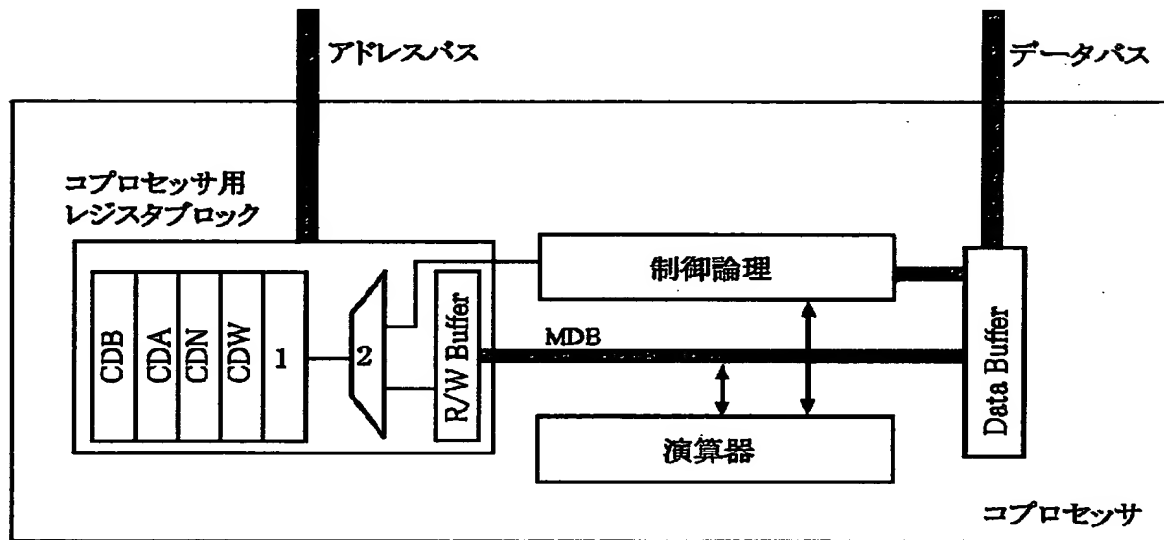 アドレスバス
データバス
コプロセッサ用
レジスタブロック
制御論理
CDB
CDA
CDN
CDW
1
2
R/W Buffer
MDB
Data Buffer
演算器
コプロセッサ